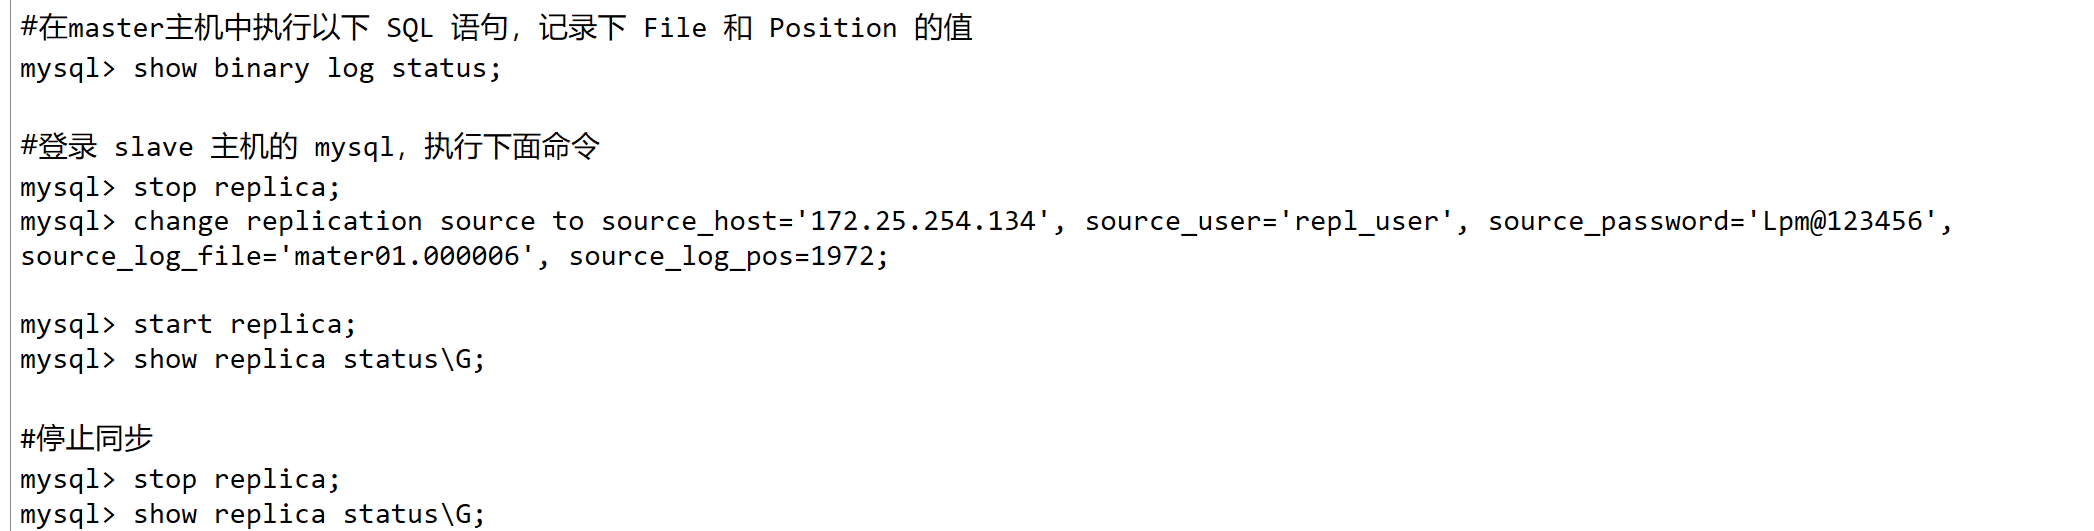 #在master主机中执行以下 SQL 语句，记录下 File 和 Position 的值
mysql> show binary log status;
#登录 slave 主机的 mysql，执行下面命令
mysql> stop replica;
mysql> change replication source to source_host='172.25.254.134', source_user='repl_user', source_password='Lpm@123456',
source_log_file='mater01.000006', source_log_pos=1972;
mysql> start replica;
mysql> show replica status\G;
#停止同步
mysql> stop replica;
mysql> show replica status\G;